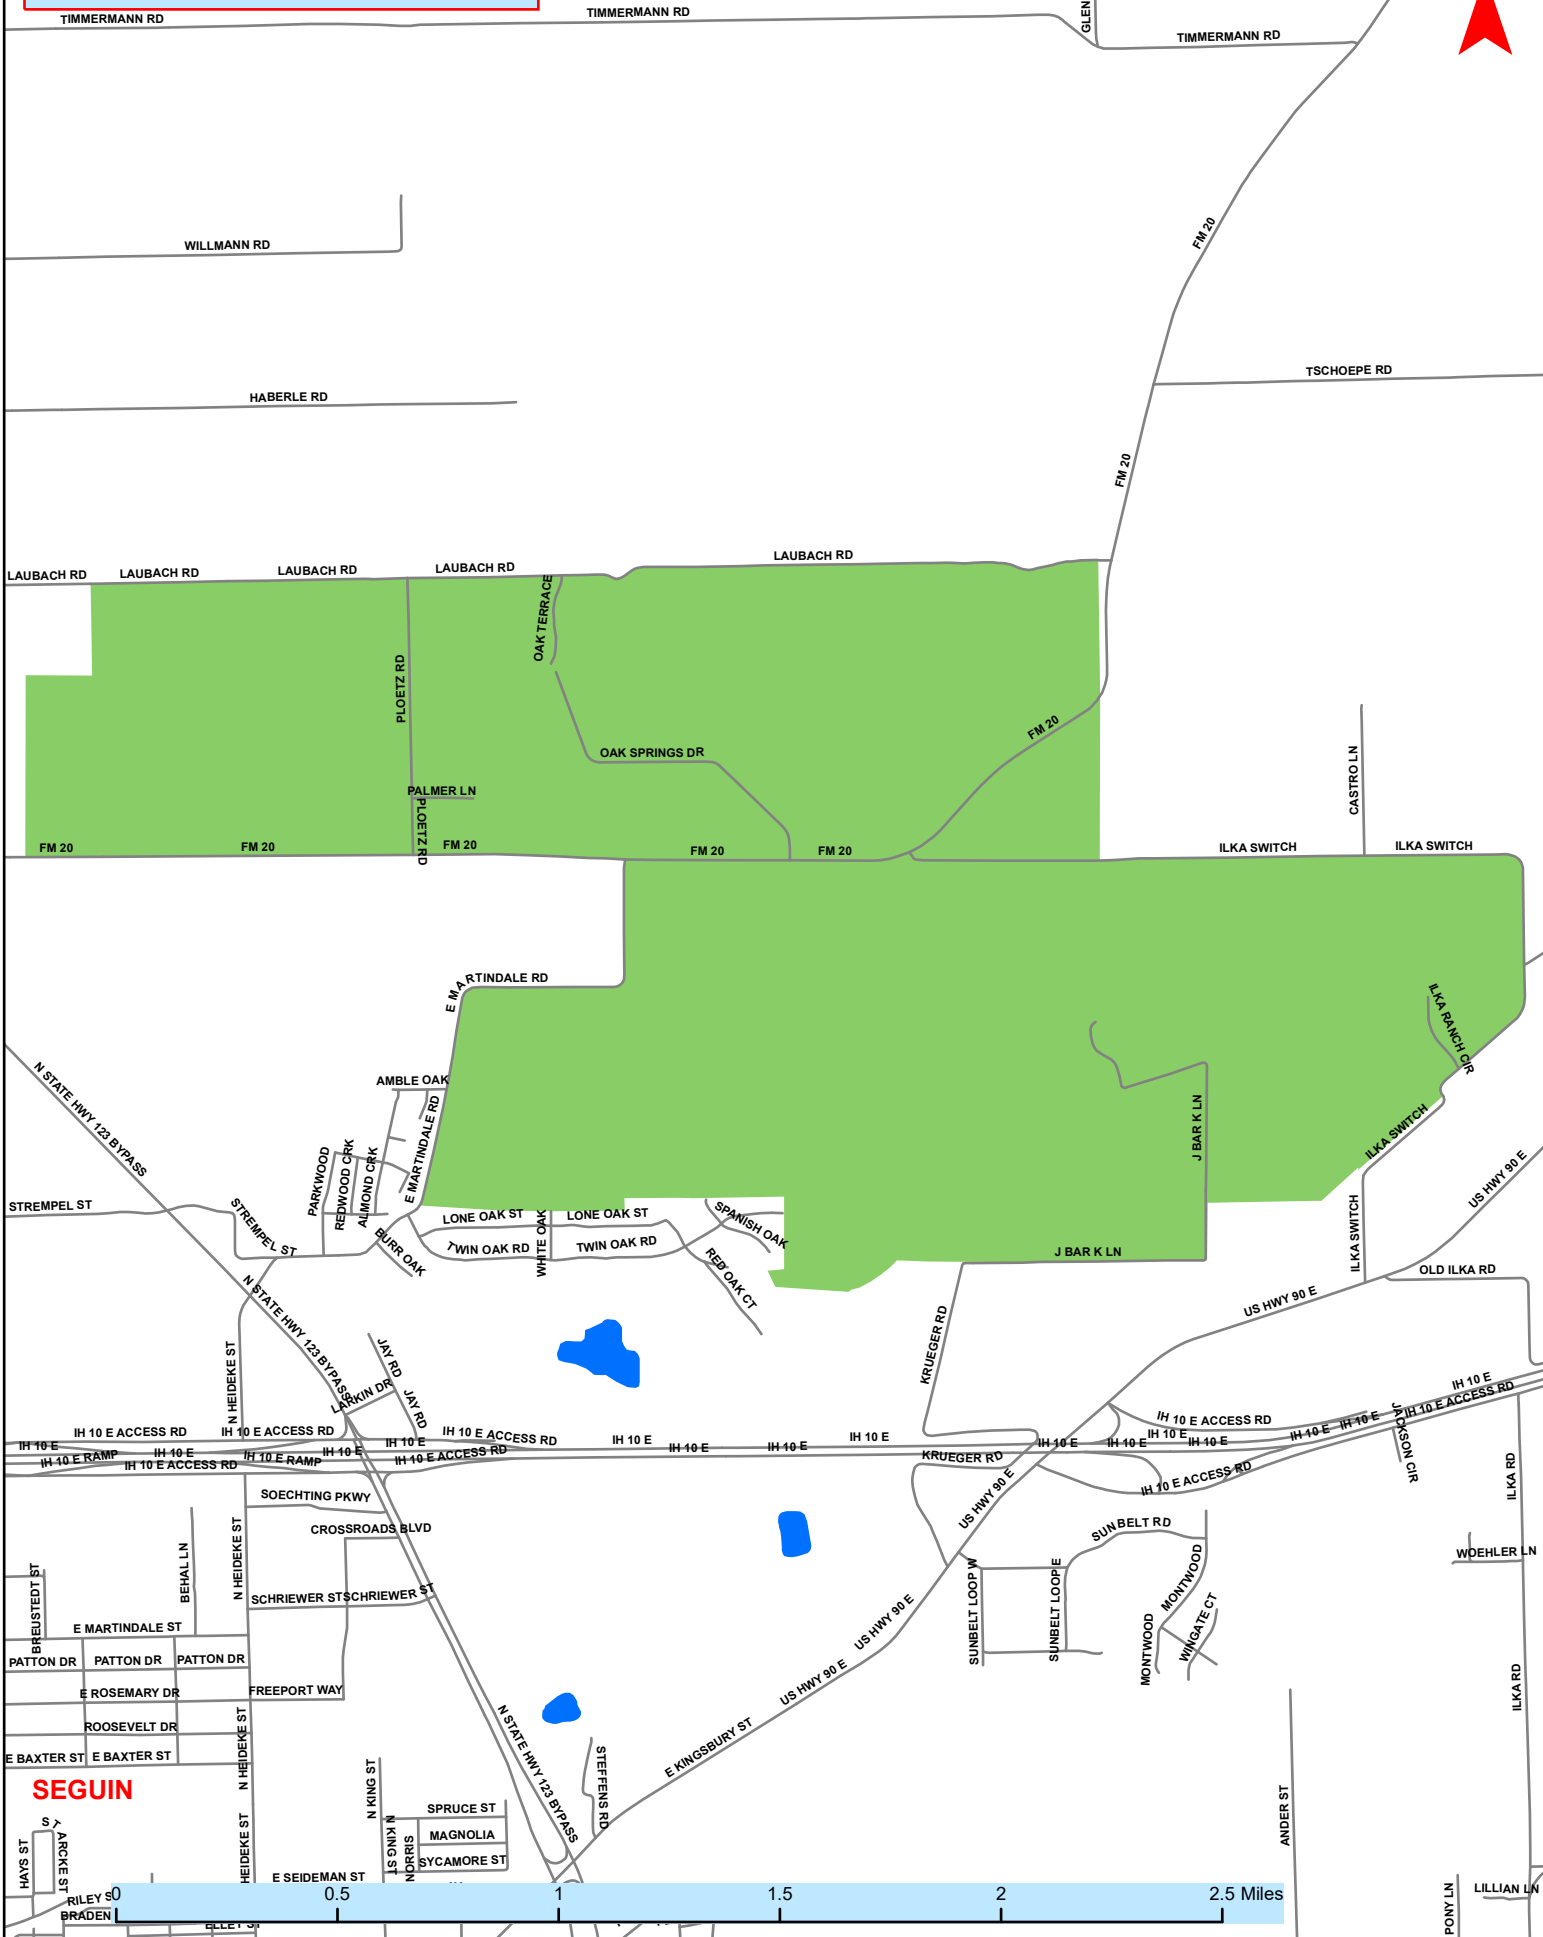 TIMMERMANN RD
TIMMERMANN RD
GLEN
TIMMERMANN RD
WILLMANN RD
FM 20
TSCHOEPE RD
HABERLE RD
FM 20
LAUBACH RD
LAUBACH RD
LAUBACH RD
LAUBACH RD
LAUBACH RD
OAK TERRACE
PLOETZ RD
FM 20
OAK SPRINGS DR
CASTRO LN
PALMER LN
PLOETZ RD
FM 20
FM 20
FM 20
FM 20
FM 20
ILKA SWITCH
ILKA SWITCH
E MARTINDALE RD
ILKA RANCH CIR
N STATE HWY 123 BYPASS
AMBLE OAK
E MARTINDALE RD
J BAR K LN
ILKA SWITCH
PARKWOOD
REDWOOD CRK
ALMOND CRK
US HWY 90 E
STREMPEL ST
STREMPEL ST
LONE OAK ST
LONE OAK ST
SPANISH OAK
WHITE OAK
BURR OAK
TWIN OAK RD
TWIN OAK RD
RED OAK CT
J BAR K LN
ILKA SWITCH
OLD ILKA RD
US HWY 90 E
N STATE HWY 123 BYPASS
N HEIDEKE ST
JAY RD
LARKIN DR
JAY RD
KRUEGER RD
IH 10 E
IH 10 E ACCESS RD
JACKSON CIR
IH 10 E ACCESS RD
IH 10 E ACCESS RD
IH 10 E ACCESS RD
IH 10 E ACCESS RD
IH 10 E
IH 10 E
IH 10 E
IH 10 E
IH 10 E
IH 10 E
IH 10 E
IH 10 E
IH 10 E
IH 10 E
IH 10 E
IH 10 E
IH 10 E
IH 10 E
IH 10 E RAMP
IH 10 E RAMP
IH 10 E ACCESS RD
IH 10 E ACCESS RD
KRUEGER RD
IH 10 E ACCESS RD
ILKA RD
SOECHTING PKWY
US HWY 90 E
CROSSROADS BLVD
SUNBELT RD
WOEHLER LN
N HEIDEKE ST
BEHAL LN
BREUSTEDT ST
SUNBELT LOOP W
SUNBELT LOOP E
MONTWOOD
WINGATE CT
MONTWOOD
SCHRIEWER ST
SCHRIEWER ST
E MARTINDALE ST
US HWY 90 E
PATTON DR
PATTON DR
PATTON DR
US HWY 90 E
ILKA RD
E ROSEMARY DR
FREEPORT WAY
ROOSEVELT DR
N HEIDEKE ST
E BAXTER ST
E BAXTER ST
N STATE HWY 123 BYPASS
E KINGSBURY ST
STEFFENS RD
SEGUIN
N KING ST
SPRUCE ST
ANDER ST
ST
N KING ST
MAGNOLIA
NORRIS
SYCAMORE ST
HAYS ST
ARCKE ST
HEIDEKE ST
E SEIDEMAN ST
LILLIAN LN
PONY LN
RILEY S
BRADEN
0 0.5 1 1.5 2 2.5 Miles